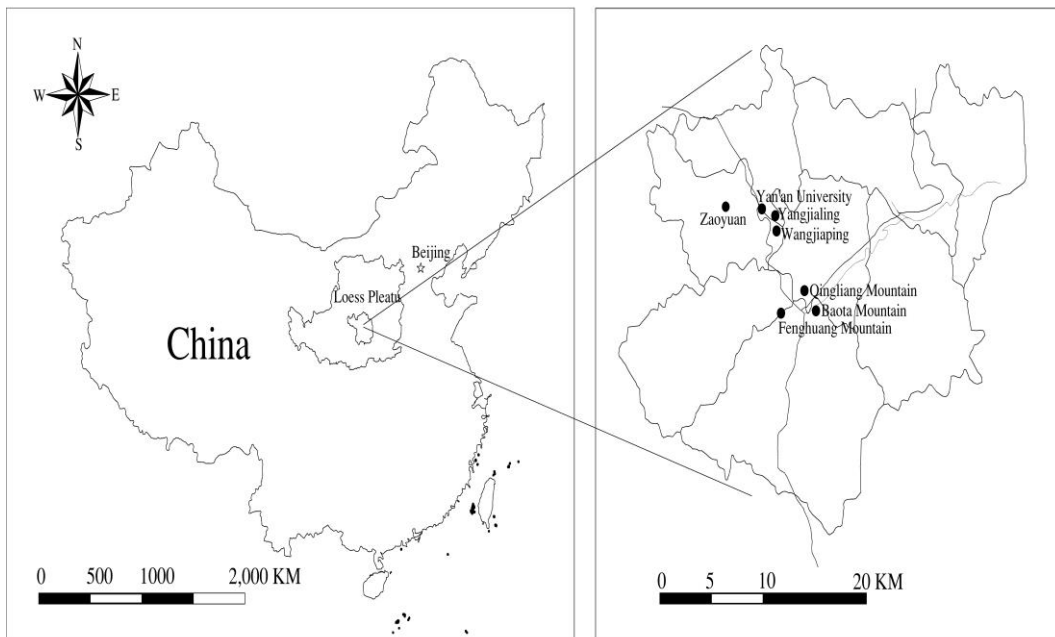 N
W E
S
Beijing
Loess Pleatu
China
0 500 1000 2,000 KM
Yan'an University
Zaoyuan
Yangjialing
Wangjiaping
Qingliang Mountain
Baota Mountain
Fenghuang Mountain
0 5 10 20 KM